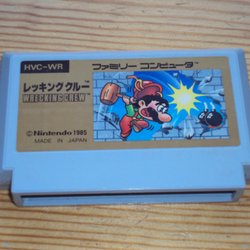 HVC-WR
ファミリー コンピュータ
レッキングクルー
WRECKING CREW
©Nintendo 1985
MADE IN JAPAN